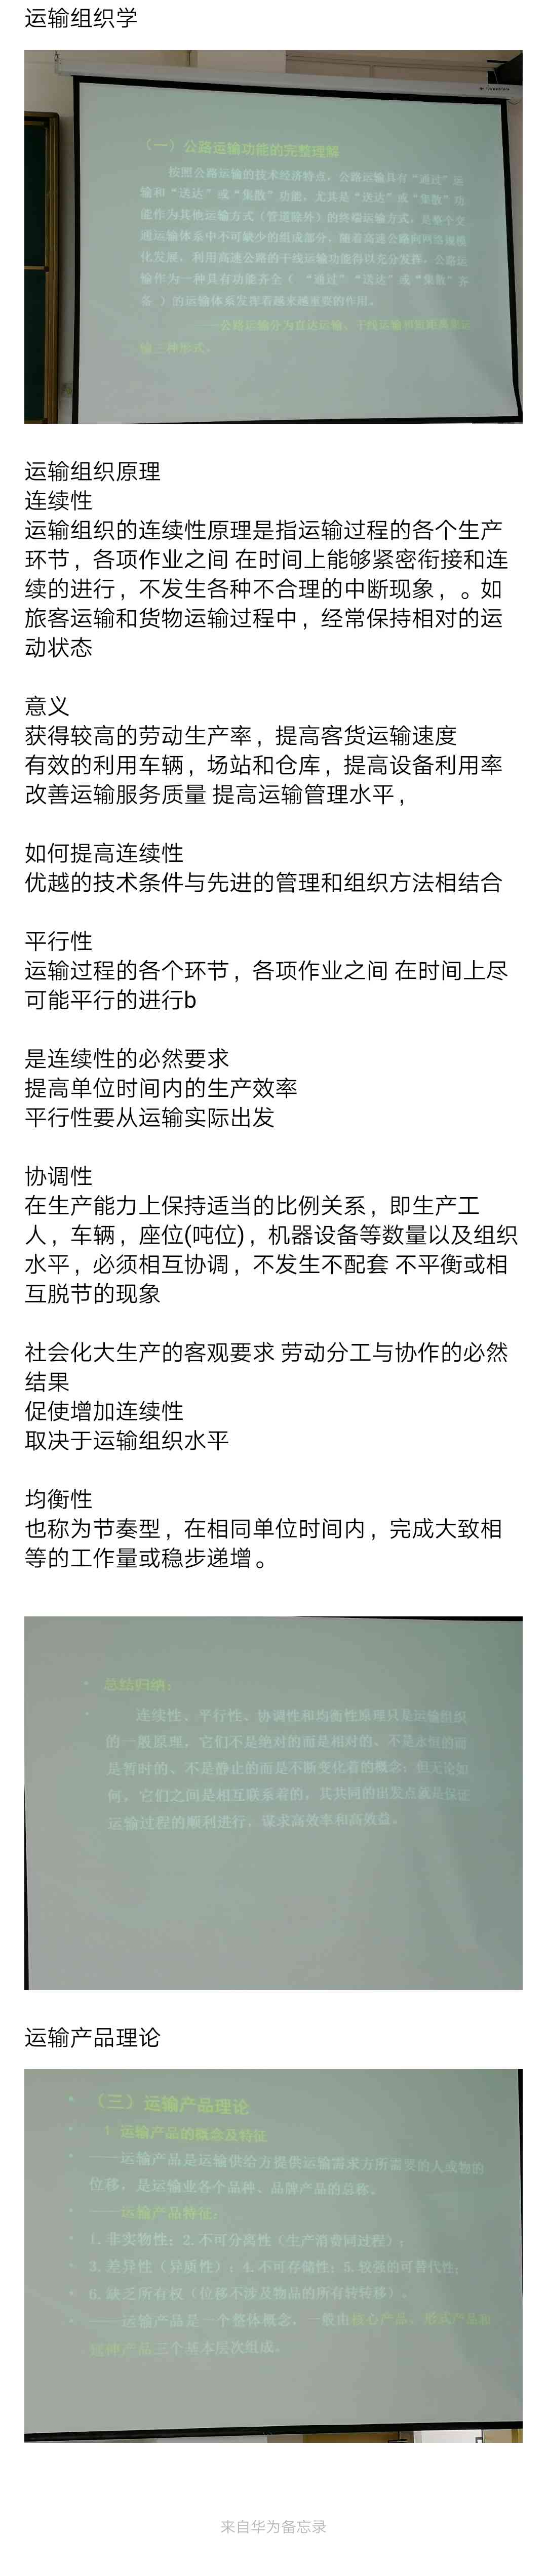 运输组织学
（一）公路运输功能的完整理解
按照公路运输的技术经济特点，公路运输具有“通过”运
输和“送达”或“集散”功能，尤其是“送达”或“集散”功
能作为其他运输方式（管道除外）的终端运输方式，是整个交
通运输体系中不可缺少的组成部分。随着高速公路向网络规模
化发展，利用高速公路的干线运输功能得以充分发挥，公路运
输作为一种具有功能齐全（ “通过”“送达”或“集散”齐
备 ）的运输体系发挥着越来越重要的作用。
—公路运输分为直达运输、干线运输和短距离集运
输三种形式。
运输组织原理
连续性
运输组织的连续性原理是指运输过程的各个生产
环节，各项作业之间 在时间上能够紧密衔接和连
续的进行，不发生各种不合理的中断现象，。如
旅客运输和货物运输过程中，经常保持相对的运
动状态
意义
获得较高的劳动生产率，提高客货运输速度
有效的利用车辆，场站和仓库，提高设备利用率
改善运输服务质量 提高运输管理水平，
如何提高连续性
优越的技术条件与先进的管理和组织方法相结合
平行性
运输过程的各个环节，各项作业之间 在时间上尽
可能平行的进行b
是连续性的必然要求
提高单位时间内的生产效率
平行性要从运输实际出发
协调性
在生产能力上保持适当的比例关系，即生产工
人，车辆，座位(吨位)，机器设备等数量以及组织
水平，必须相互协调，不发生不配套 不平衡或相
互脱节的现象
社会化大生产的客观要求 劳动分工与协作的必然
结果
促使增加连续性
取决于运输组织水平
均衡性
也称为节奏型，在相同单位时间内，完成大致相
等的工作量或稳步递增。
总结归纳：
连续性、平行性、协调性和均衡性原理只是运输组织
的一般原理，它们不是绝对的而是相对的、不是永恒的而
是暂时的、不是静止的而是不断变化着的概念；但无论如
何，它们之间是相互联系着的，其共同的出发点就是保证
运输过程的顺利进行，谋求高效率和高效益。
运输产品理论
（三）运输产品理论
1.运输产品的概念及特征
——运输产品是运输供给方提供运输需求方所需要的人或物的
位移，是运输业各个品种、品牌产品的总称。
——运输产品特征：
1. 非实物性；2. 不可分离性（生产消费同过程）；
3. 差异性（异质性）；4. 不可存储性；5. 较强的可替代性；
6. 缺乏所有权（位移不涉及物品的所有权转移）。
——运输产品是一个整体概念，一般由核心产品、形式产品和
延伸产品三个基本层次组成。
来自华为备忘录